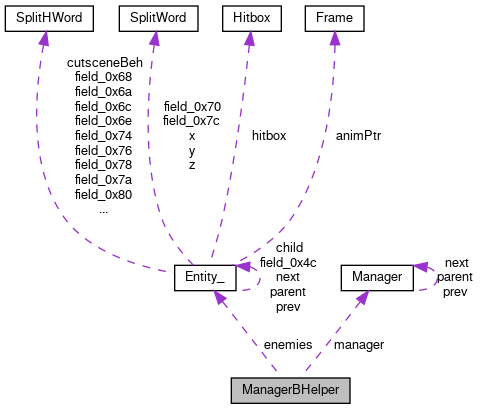 SplitHWord
SplitWord
Hitbox
Frame
cutsceneBeh
field_0x68
field_0x6a
field_0x6c
field_0x6e
field_0x74
field_0x76
field_0x78
field_0x7a
field_0x80
...
field_0x70
field_0x7c
x
y
z
hitbox
animPtr
Entity_
child
field_0x4c
next
parent
prev
Manager
next
parent
prev
enemies
manager
ManagerBHelper